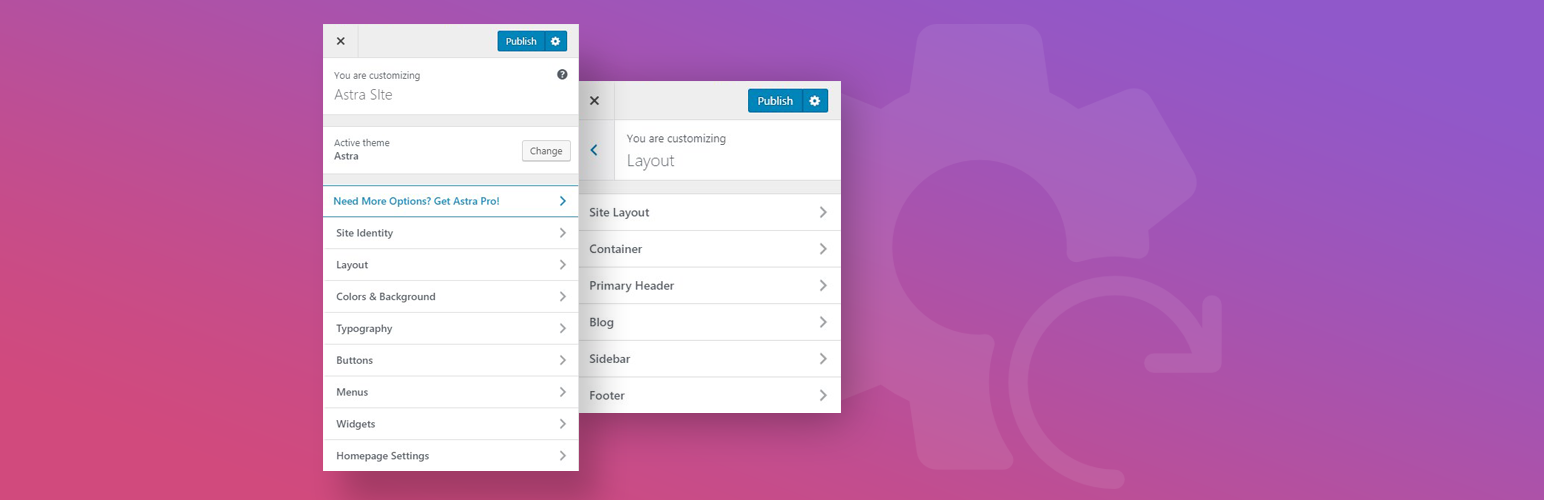 Publish
You are customizing
Astra SIte
Active theme
Astra
Change
Need More Options? Get Astra Pro!
Site Identity
Layout
Colors & Background
Typography
Buttons
Menus
Widgets
Homepage Settings
Publish
You are customizing
Layout
Site Layout
Container
Primary Header
Blog
Sidebar
Footer